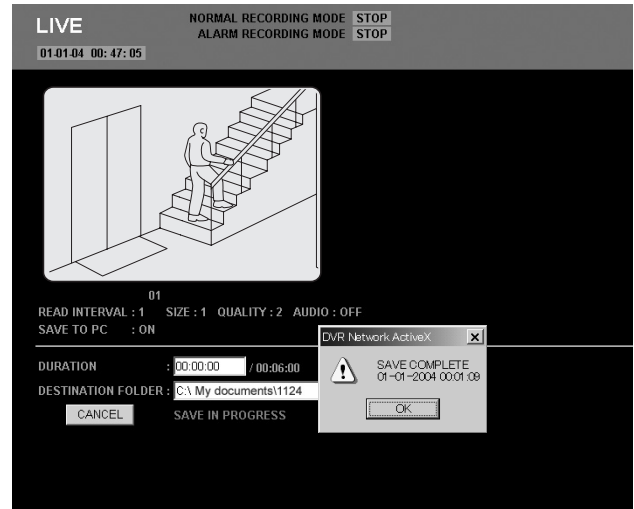 LIVE
NORMAL RECORDING MODE STOP
ALARM RECORDING MODE STOP
01-01-04 00:47:05
01
READ INTERVAL : 1 SIZE : 1 QUALITY : 2 AUDIO : OFF
SAVE TO PC : ON
DURATION : 00:00:00 / 00:06:00
DESTINATION FOLDER : C:\ My documents\1124
CANCEL SAVE IN PROGRESS
DVR Network ActiveX
SAVE COMPLETE
01-01-2004 00:01:09
OK